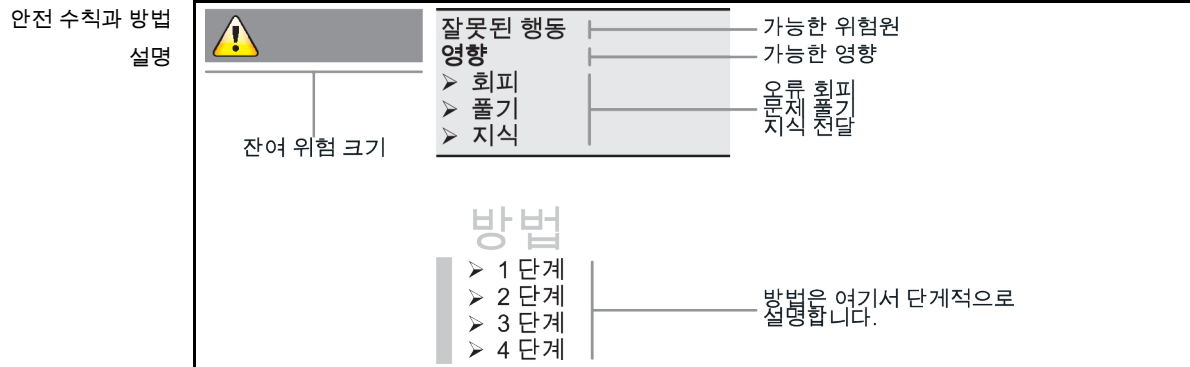 안전 수칙과 방법
설명
잔여 위험 크기
잘못된 행동
영향
➢ 회피
➢ 풀기
➢ 지식
가능한 위험원
가능한 영향
오류 회피
문제 풀기
지식 전달
방법
➢ 1 단계
➢ 2 단계
➢ 3 단계
➢ 4 단계
방법은 여기서 단게적으로
설명합니다.